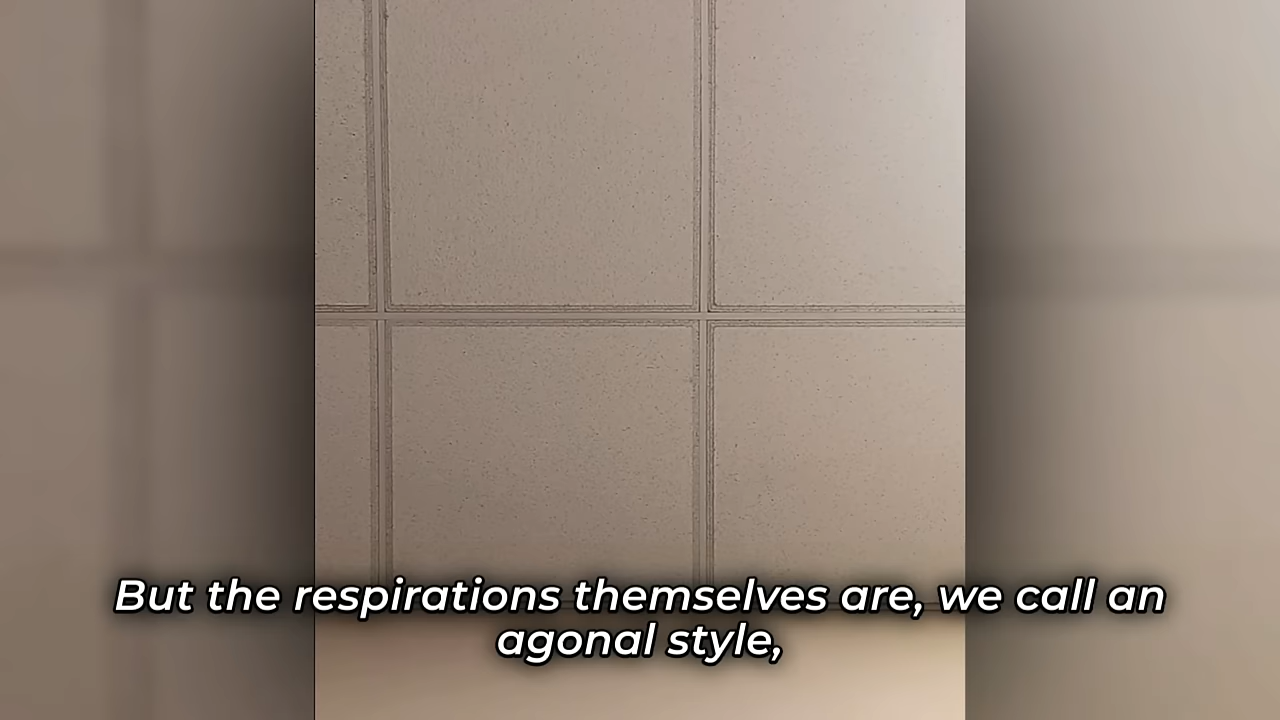 But the respirations themselves are, we call an
agonal style,